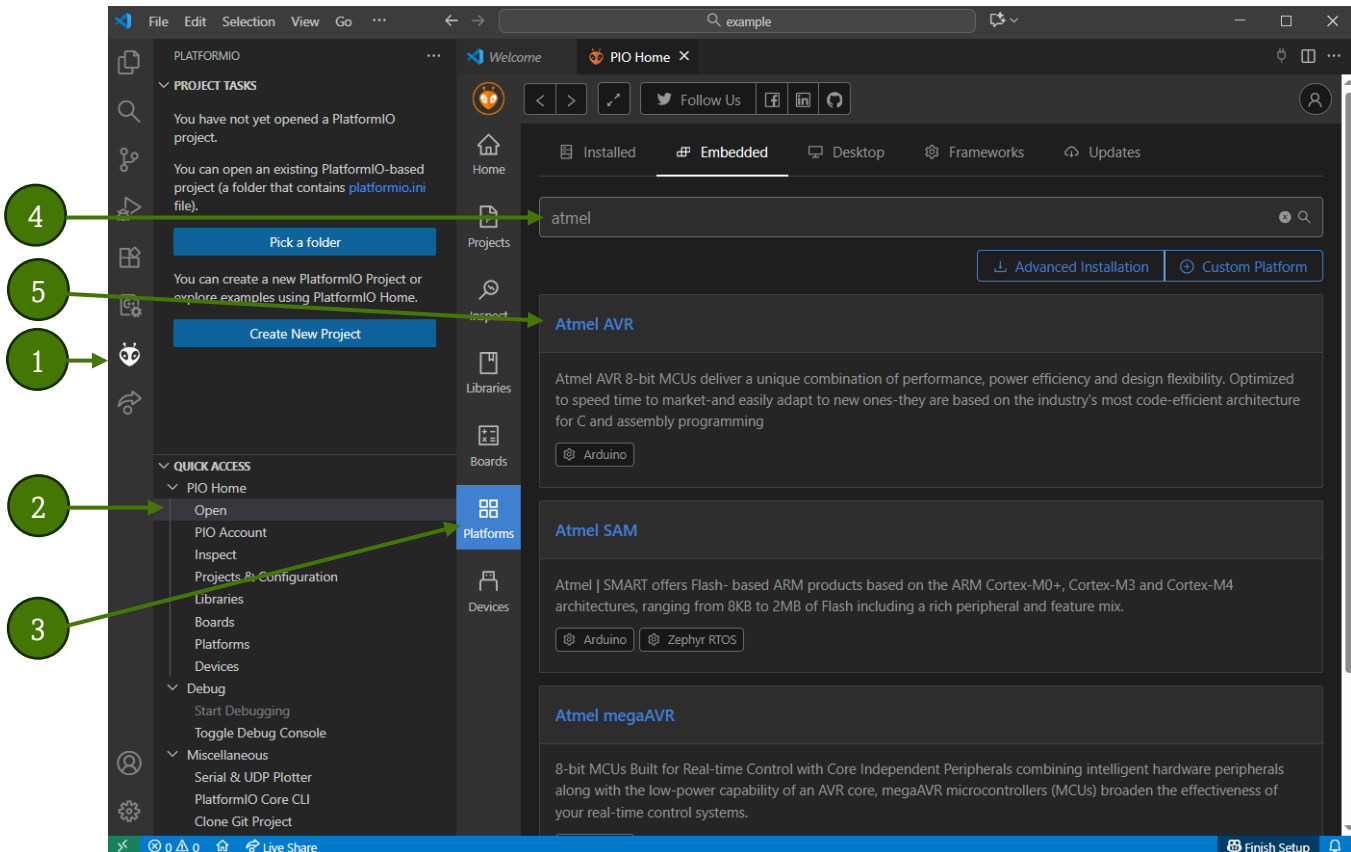 File Edit Selection View Go ··· example
PLATFORMIO ···
PROJECT TASKS
You have not yet opened a PlatformIO
project.
You can open an existing PlatformIO-based
project (a folder that contains platformio.ini
file).
Pick a folder
You can create a new PlatformIO Project or
explore examples using PlatformIO Home.
Create New Project
QUICK ACCESS
PIO Home
Open
PIO Account
Inspect
Projects & Configuration
Libraries
Boards
Platforms
Devices
Debug
Start Debugging
Toggle Debug Console
Miscellaneous
Serial & UDP Plotter
PlatformIO Core CLI
Clone Git Project
4
5
1
2
3
Welcome PIO Home
Follow Us
Home
Projects
Inspect
Libraries
Boards
Platforms
Devices
Installed Embedded Desktop Frameworks Updates
atmel
Advanced Installation Custom Platform
Atmel AVR
Atmel AVR 8-bit MCUs deliver a unique combination of performance, power efficiency and design flexibility. Optimized
to speed time to market-and easily adapt to new ones-they are based on the industry's most code-efficient architecture
for C and assembly programming
Arduino
Atmel SAM
Atmel | SMART offers Flash- based ARM products based on the ARM Cortex-M0+, Cortex-M3 and Cortex-M4
architectures, ranging from 8KB to 2MB of Flash including a rich peripheral and feature mix.
Arduino Zephyr RTOS
Atmel megaAVR
8-bit MCUs Built for Real-time Control with Core Independent Peripherals combining intelligent hardware peripherals
along with the low-power capability of an AVR core, megaAVR microcontrollers (MCUs) broaden the effectiveness of
your real-time control systems.
0 0 Live Share Finish Setup